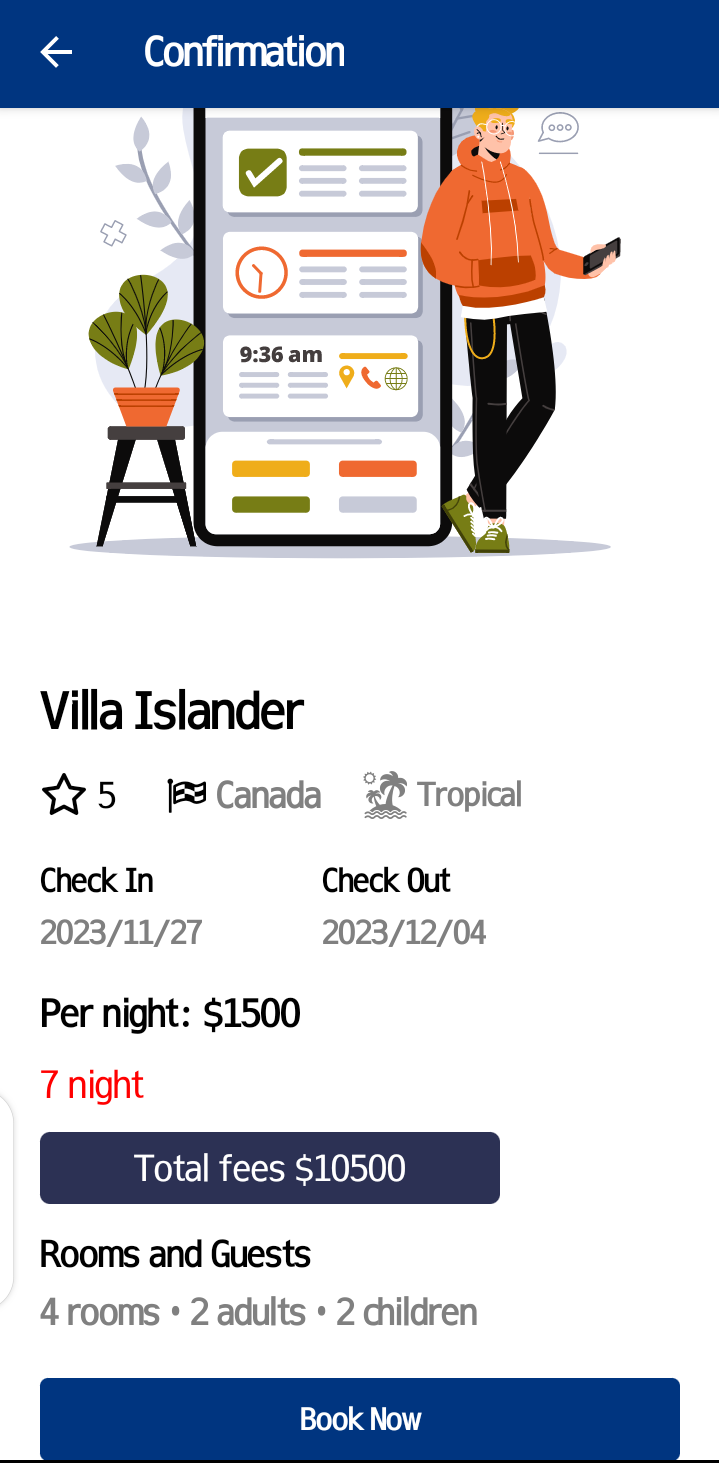 Confirmation
9:36 am
Villa Islander
5 Canada Tropical
Check In Check Out
2023/11/27 2023/12/04
Per night: $1500
7 night
Total fees $10500
Rooms and Guests
4 rooms • 2 adults • 2 children
Book Now